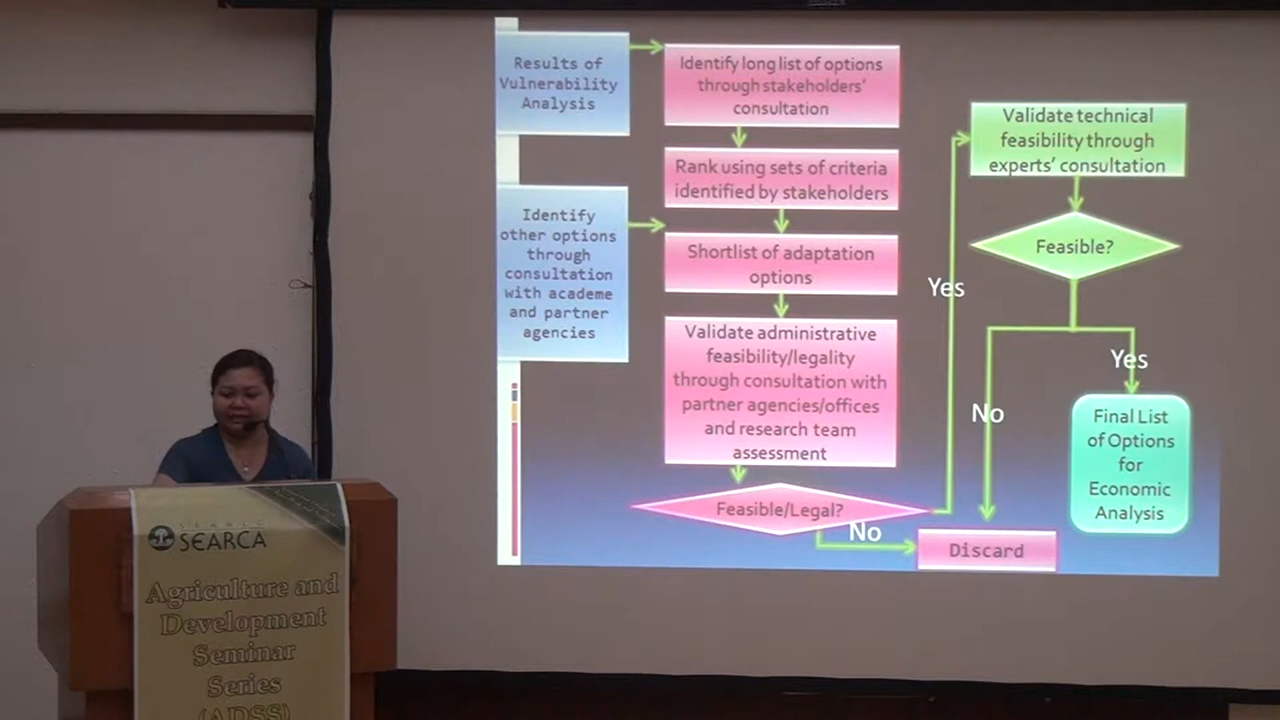 Results of
Vulnerability
Analysis
Identify long list of options
through stakeholders'
consultation
Rank using sets of criteria
identified by stakeholders
Identify
other options
through
consultation
with academe
and partner
agencies
Shortlist of adaptation
options
Validate administrative
feasibility/legality
through consultation with
partner agencies/offices
and research team
assessment
Feasible/Legal?
No
Discard
Yes
Validate technical
feasibility through
experts' consultation
Feasible?
No
Yes
Final List
of Options
for
Economic
Analysis
SEARCA
Agriculture and
Development
Seminar
Series
(ADSS)